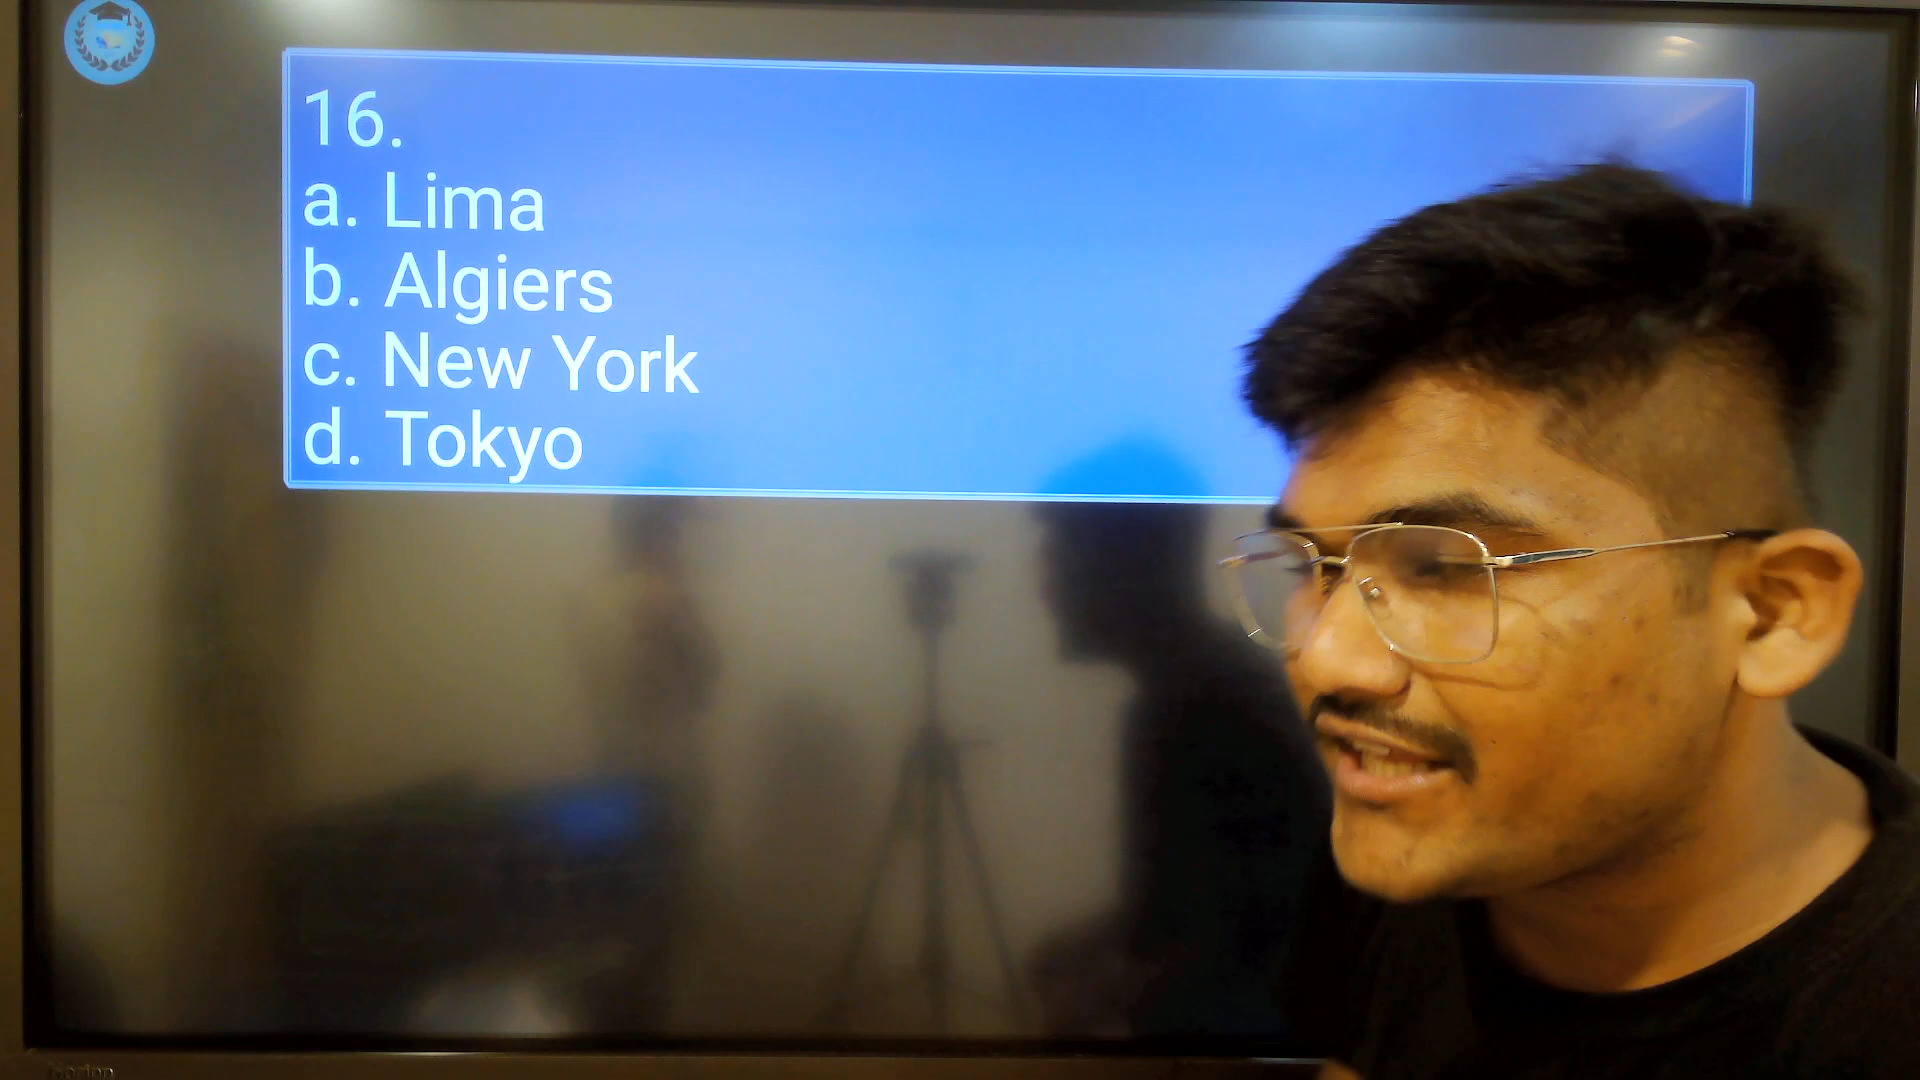 16.
a. Lima
b. Algiers
c. New York
d. Tokyo